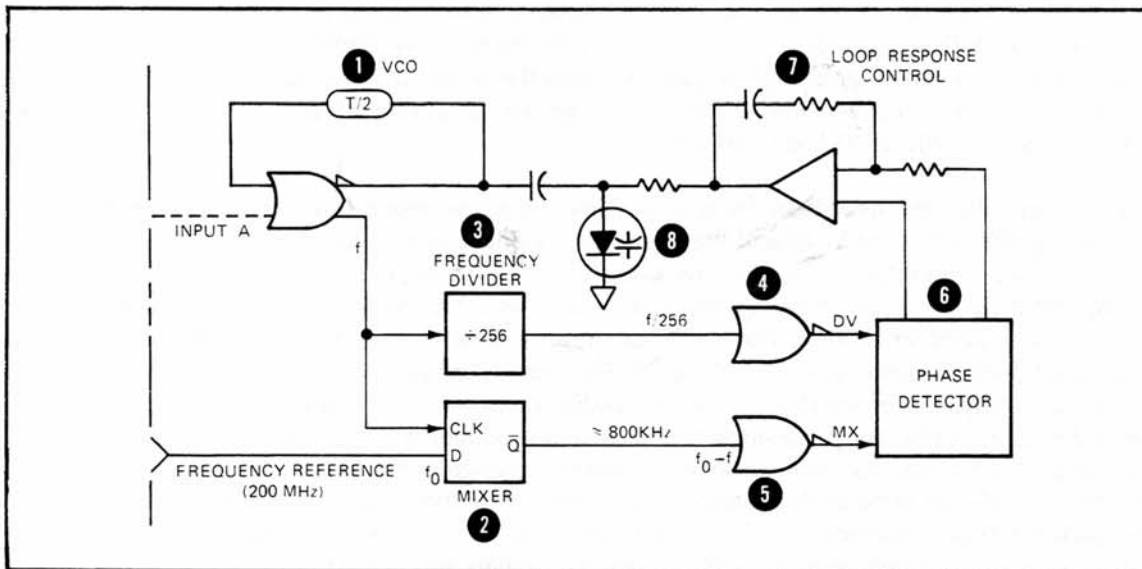 1 VCO
T/2
7 LOOP RESPONSE
CONTROL
INPUT A
f
3
FREQUENCY
DIVIDER
÷256
f/256
8
4
DV
6
PHASE
DETECTOR
CLK
D
Q̅
f₀
MIXER
2
≈ 800KHz
f₀-f
MX
5
FREQUENCY REFERENCE
(200 MHz)